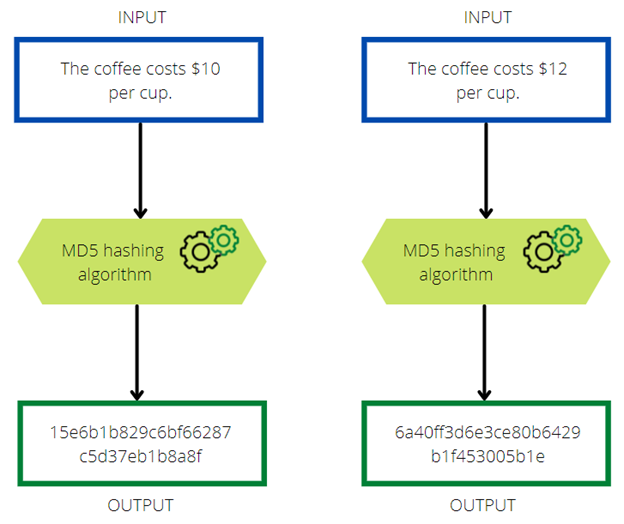 INPUT
The coffee costs $10
per cup.
MD5 hashing
algorithm
15e6b1b829c6bf66287
c5d37eb1b8a8f
OUTPUT
INPUT
The coffee costs $12
per cup.
MD5 hashing
algorithm
6a40ff3d6e3ce80b6429
b1f453005b1e
OUTPUT